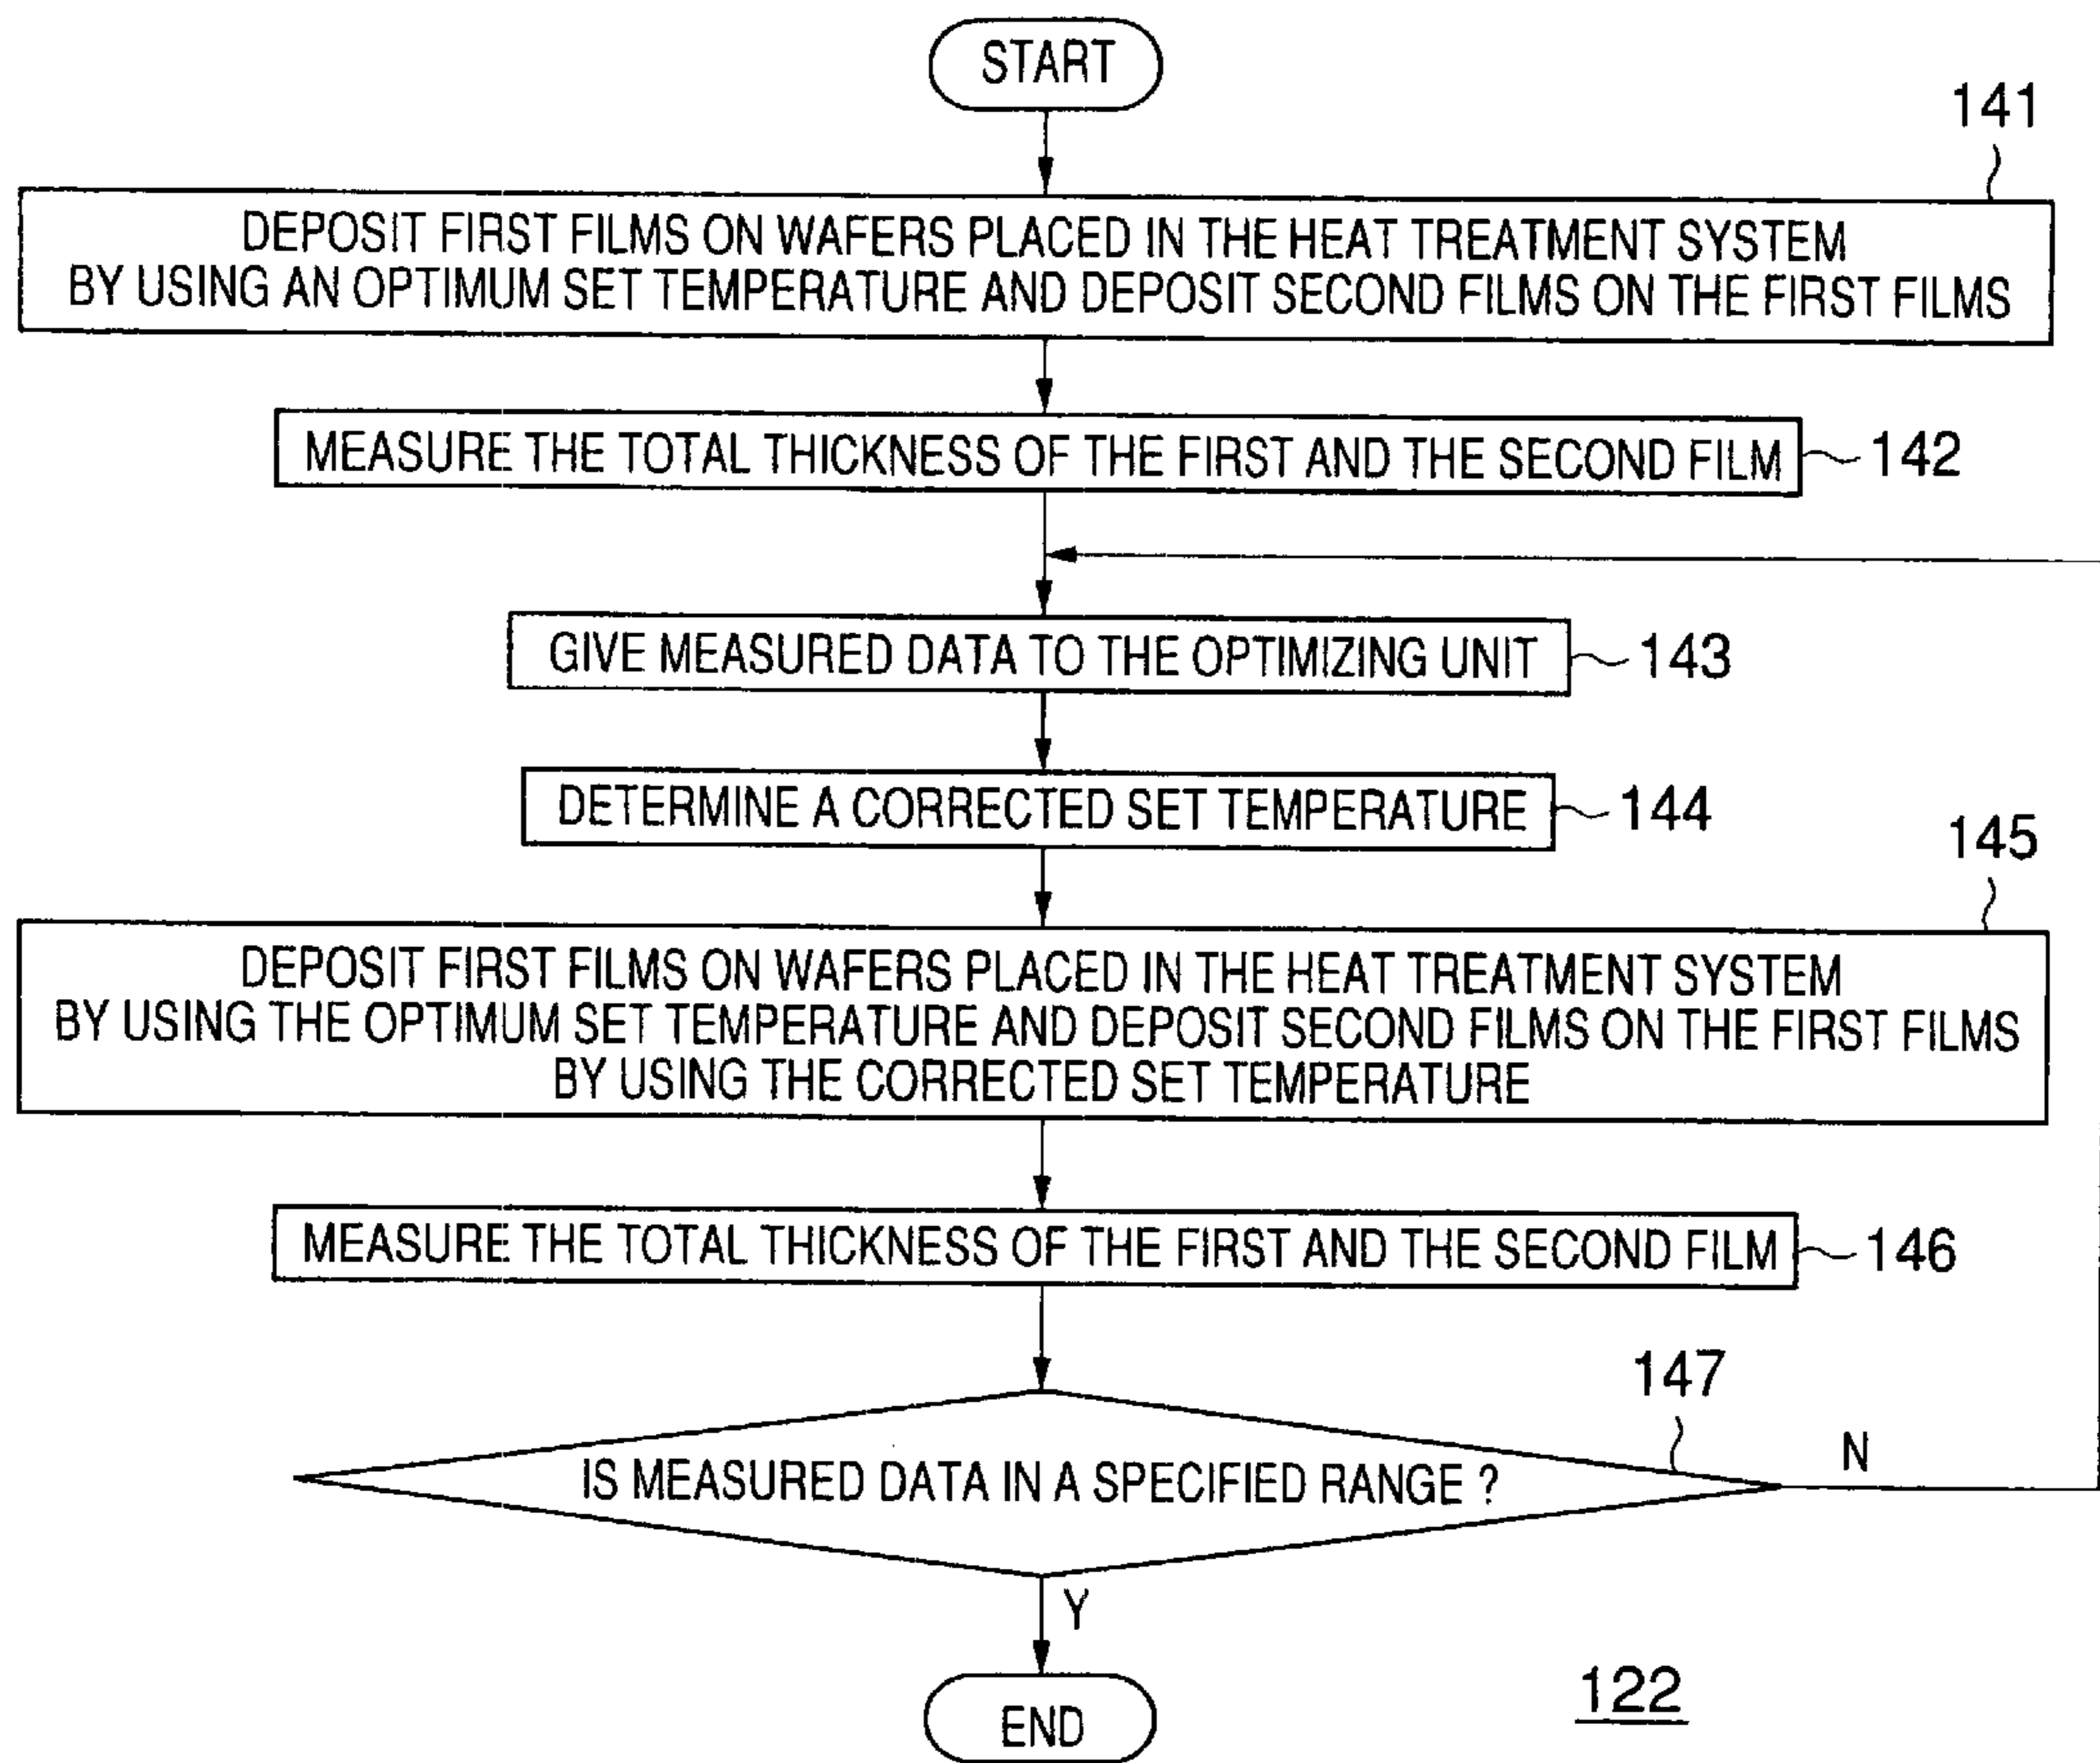 START
141
DEPOSIT FIRST FILMS ON WAFERS PLACED IN THE HEAT TREATMENT SYSTEM
BY USING AN OPTIMUM SET TEMPERATURE AND DEPOSIT SECOND FILMS ON THE FIRST FILMS
MEASURE THE TOTAL THICKNESS OF THE FIRST AND THE SECOND FILM
142
GIVE MEASURED DATA TO THE OPTIMIZING UNIT
143
DETERMINE A CORRECTED SET TEMPERATURE
144
145
DEPOSIT FIRST FILMS ON WAFERS PLACED IN THE HEAT TREATMENT SYSTEM
BY USING THE OPTIMUM SET TEMPERATURE AND DEPOSIT SECOND FILMS ON THE FIRST FILMS
BY USING THE CORRECTED SET TEMPERATURE
MEASURE THE TOTAL THICKNESS OF THE FIRST AND THE SECOND FILM
146
147
IS MEASURED DATA IN A SPECIFIED RANGE ?
N
Y
END
122